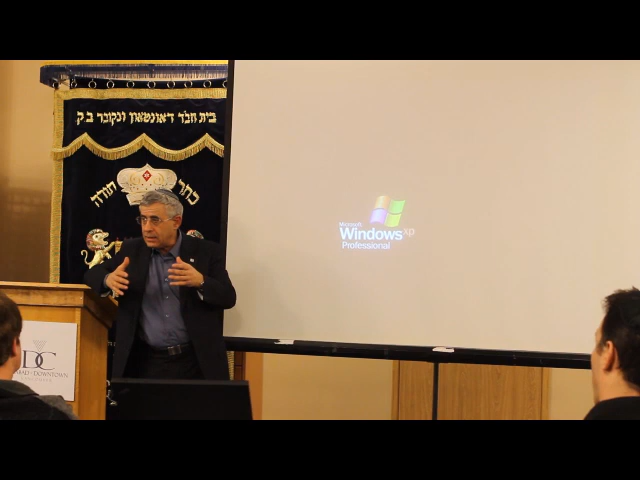 בית חבד דאונטאון ונקובר ב.ק
כתר תורה
Microsoft
Windows xp
Professional
DC